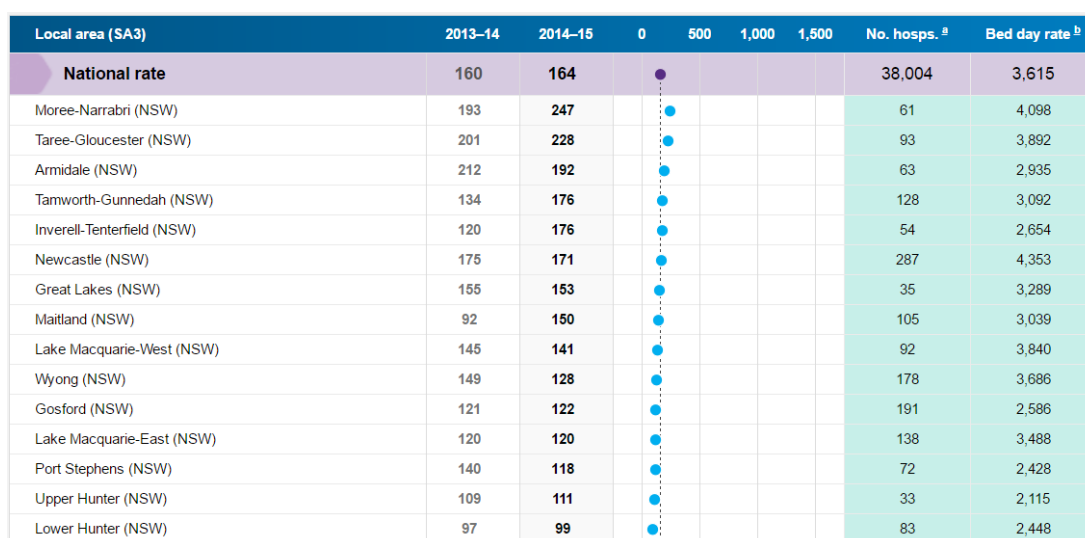 Local area (SA3) 2013–14 2014–15 0 500 1,000 1,500 No. hosps. a Bed day rate b
National rate 160 164 38,004 3,615
Moree-Narrabri (NSW) 193 247 61 4,098
Taree-Gloucester (NSW) 201 228 93 3,892
Armidale (NSW) 212 192 63 2,935
Tamworth-Gunnedah (NSW) 134 176 128 3,092
Inverell-Tenterfield (NSW) 120 176 54 2,654
Newcastle (NSW) 175 171 287 4,353
Great Lakes (NSW) 155 153 35 3,289
Maitland (NSW) 92 150 105 3,039
Lake Macquarie-West (NSW) 145 141 92 3,840
Wyong (NSW) 149 128 178 3,686
Gosford (NSW) 121 122 191 2,586
Lake Macquarie-East (NSW) 120 120 138 3,488
Port Stephens (NSW) 140 118 72 2,428
Upper Hunter (NSW) 109 111 33 2,115
Lower Hunter (NSW) 97 99 83 2,448